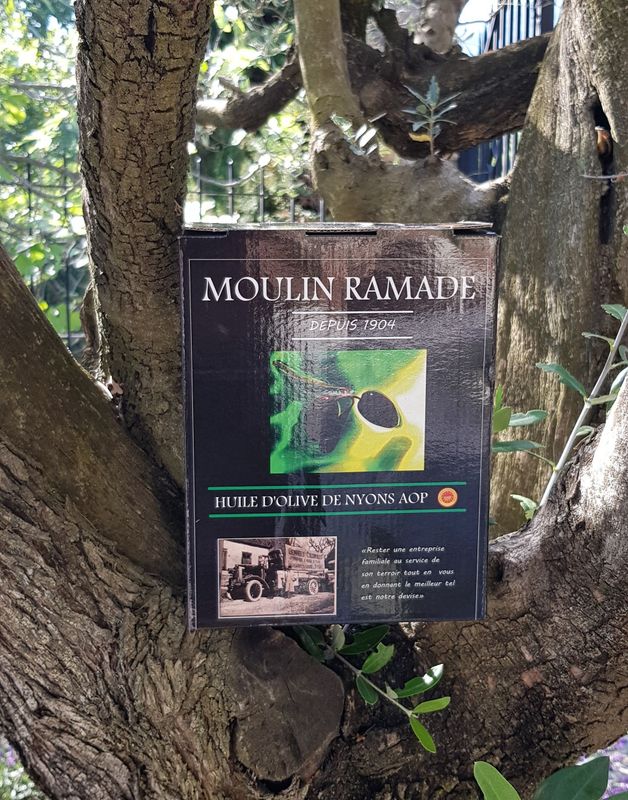 MOULIN RAMADE
DEPUIS 1904
HUILE D'OLIVE DE NYONS AOP
«Rester une entreprise
familiale au service de
son terroir tout en vous
en donnant le meilleur tel
est notre devise»